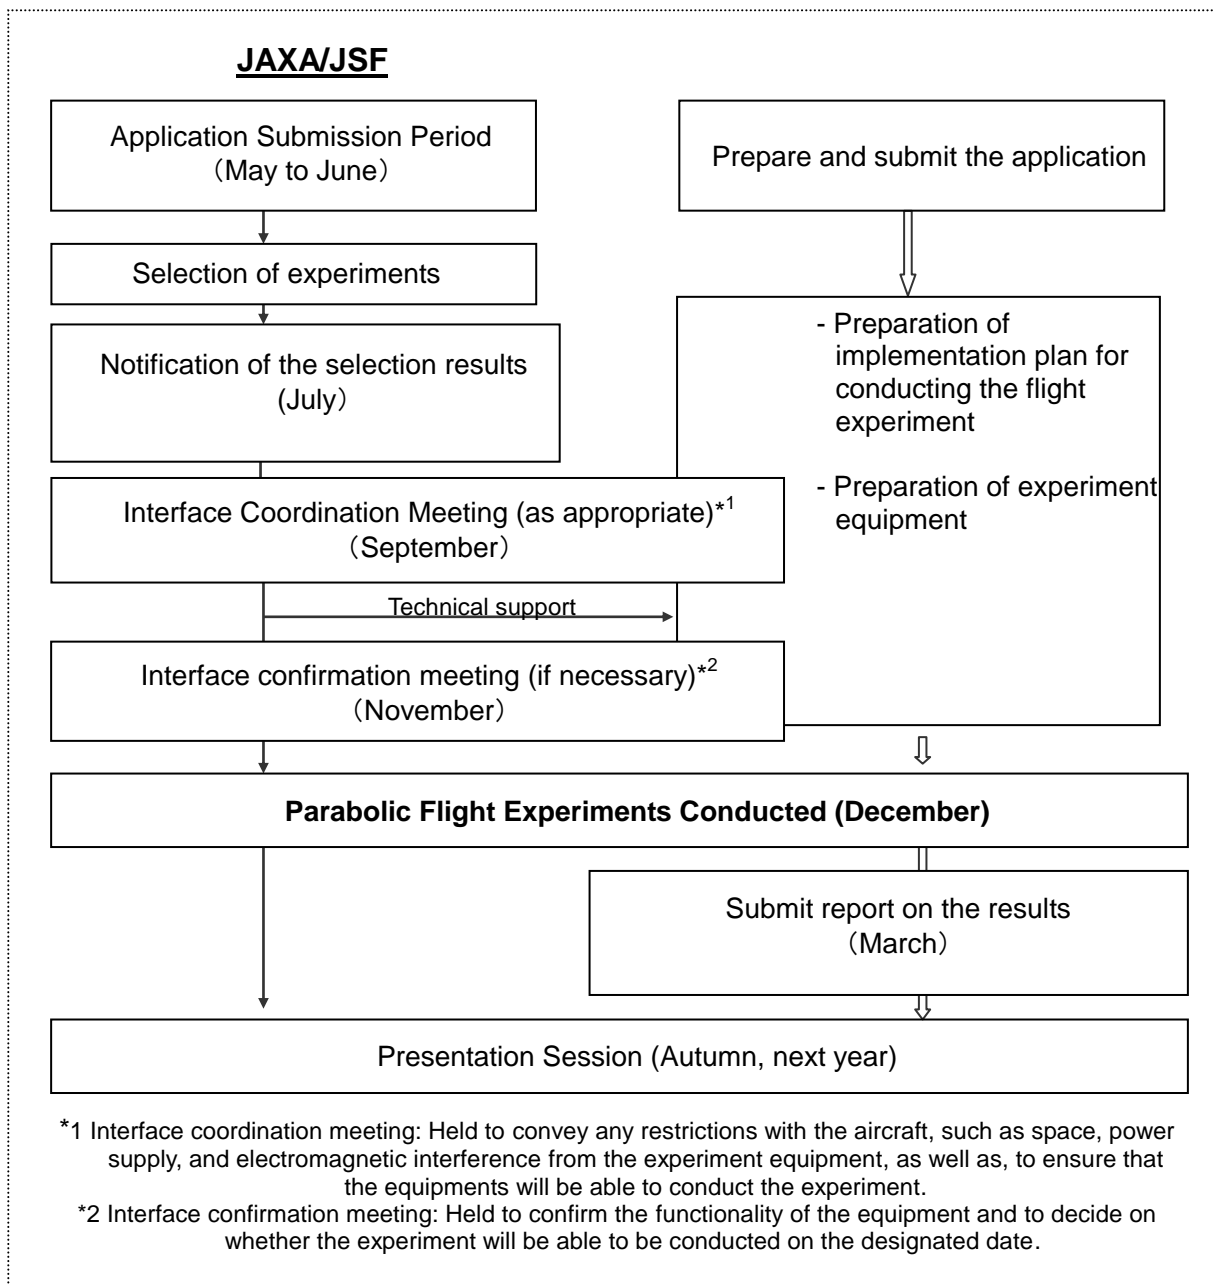 JAXA/JSF
Application Submission Period
（May to June）
Prepare and submit the application
Selection of experiments
Notification of the selection results
(July）
- Preparation of
implementation plan for
conducting the flight
experiment
- Preparation of experiment
equipment
Interface Coordination Meeting (as appropriate)*1
（September）
Technical support
Interface confirmation meeting (if necessary)*2
（November）
Parabolic Flight Experiments Conducted (December)
Submit report on the results
（March）
Presentation Session (Autumn, next year)
*1 Interface coordination meeting: Held to convey any restrictions with the aircraft, such as space, power
supply, and electromagnetic interference from the experiment equipment, as well as, to ensure that
the equipments will be able to conduct the experiment.
*2 Interface confirmation meeting: Held to confirm the functionality of the equipment and to decide on
whether the experiment will be able to be conducted on the designated date.